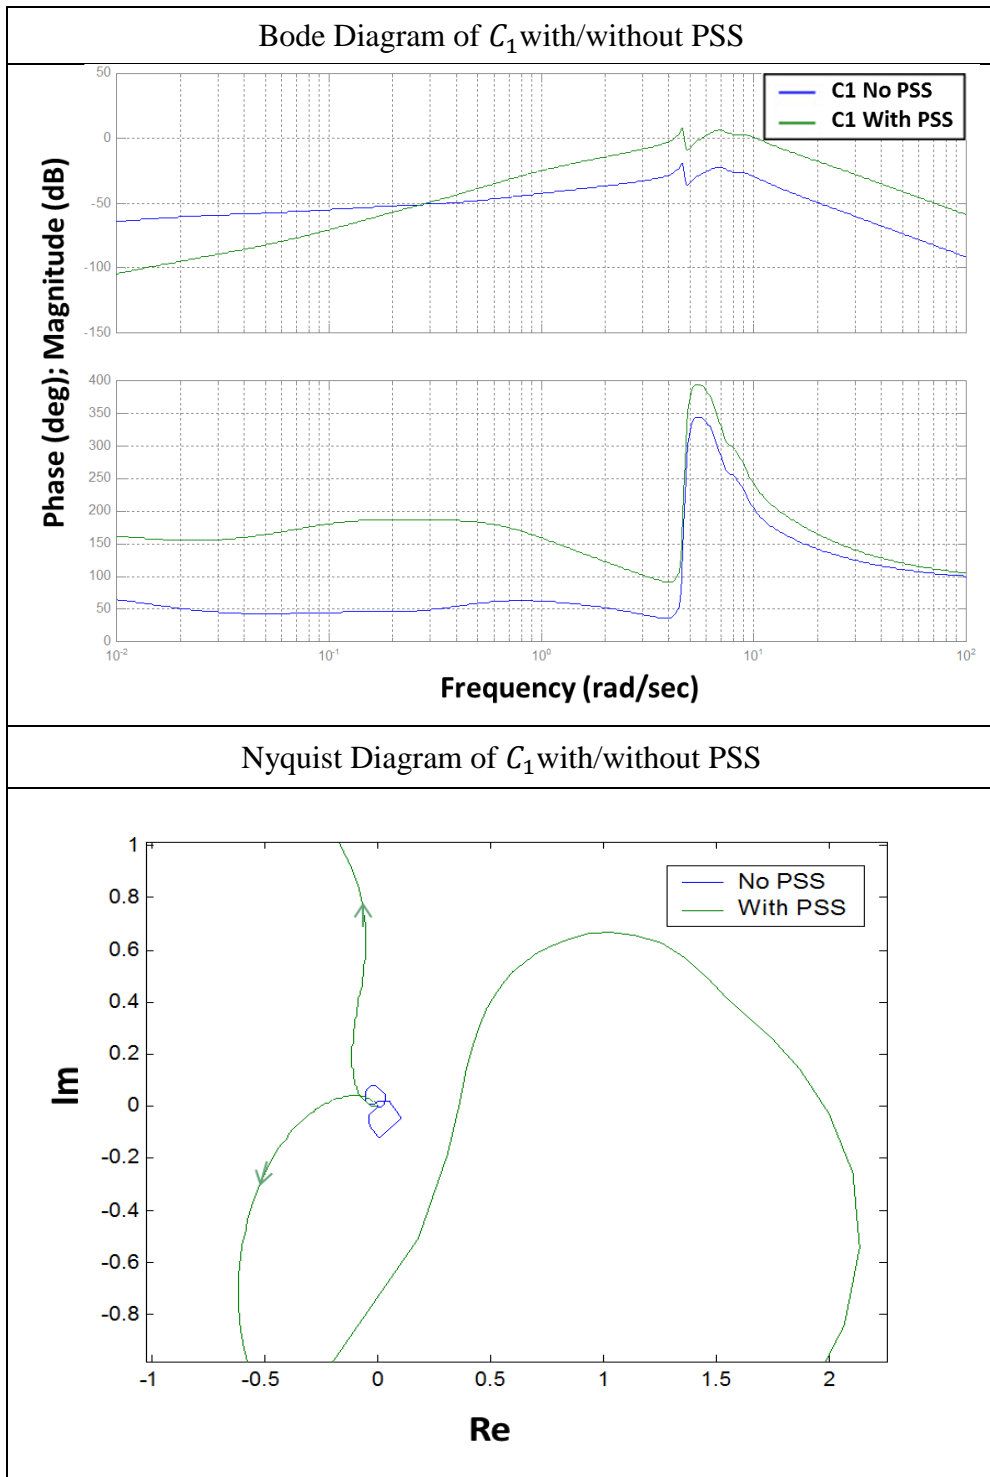 Bode Diagram of 𝐶₁with/without PSS
C1 No PSS
C1 With PSS
Phase (deg); Magnitude (dB)
50
0
-50
-100
-150
400
350
300
250
200
150
100
50
0
10⁻² 10⁻¹ 10⁰ 10¹ 10²
Frequency (rad/sec)
Nyquist Diagram of 𝐶₁with/without PSS
No PSS
With PSS
Im
1
0.8
0.6
0.4
0.2
0
-0.2
-0.4
-0.6
-0.8
-1 -0.5 0 0.5 1 1.5 2
Re